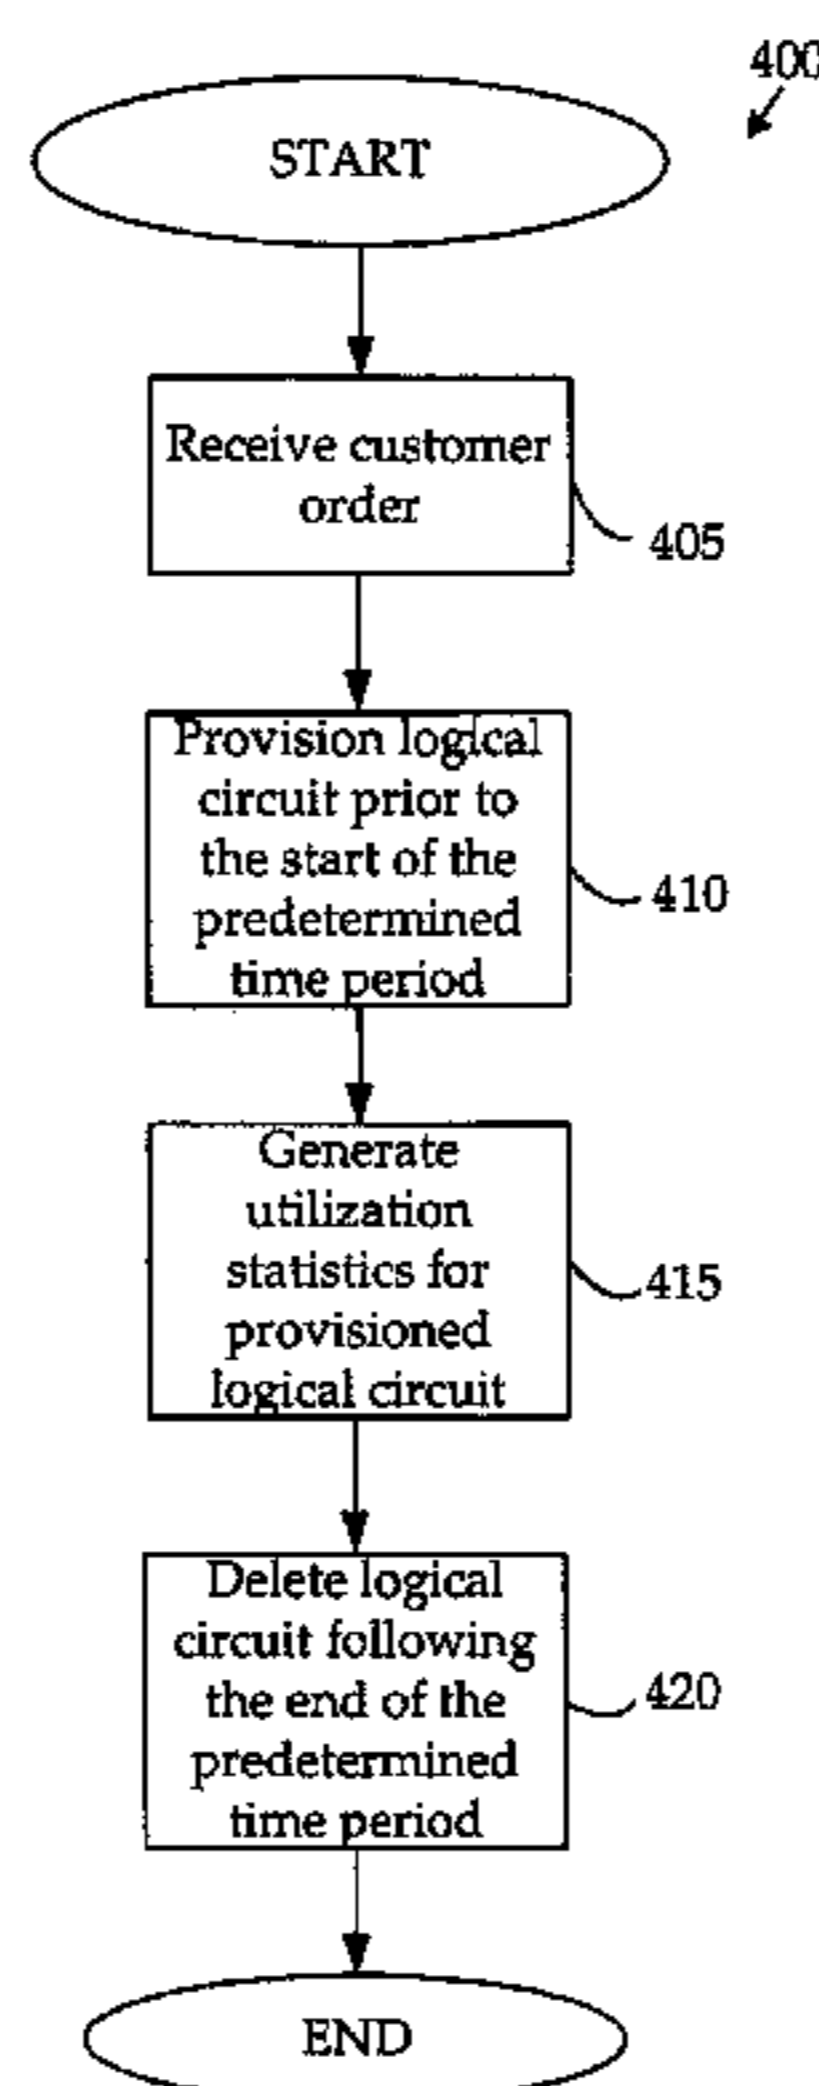 400
START
Receive customer
order
405
Provision logical
circuit prior to
the start of the
predetermined
time period
410
Generate
utilization
statistics for
provisioned
logical circuit
415
Delete logical
circuit following
the end of the
predetermined
time period
420
END